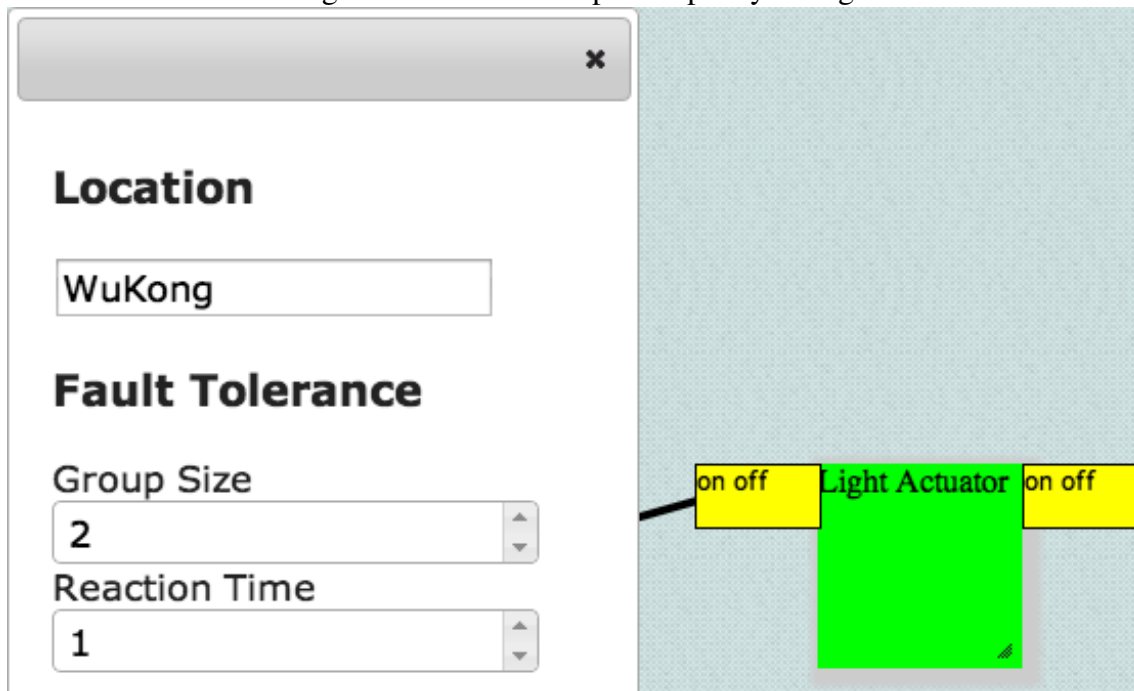 Location
WuKong
Fault Tolerance
Group Size
2
Reaction Time
1
on off
Light Actuator
on off